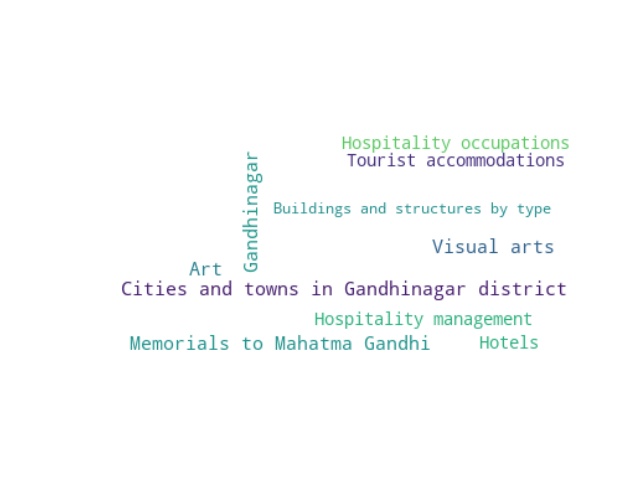 Hospitality occupations
Tourist accommodations
Gandhinagar
Buildings and structures by type
Visual arts
Art
Cities and towns in Gandhinagar district
Hospitality management
Memorials to Mahatma Gandhi
Hotels